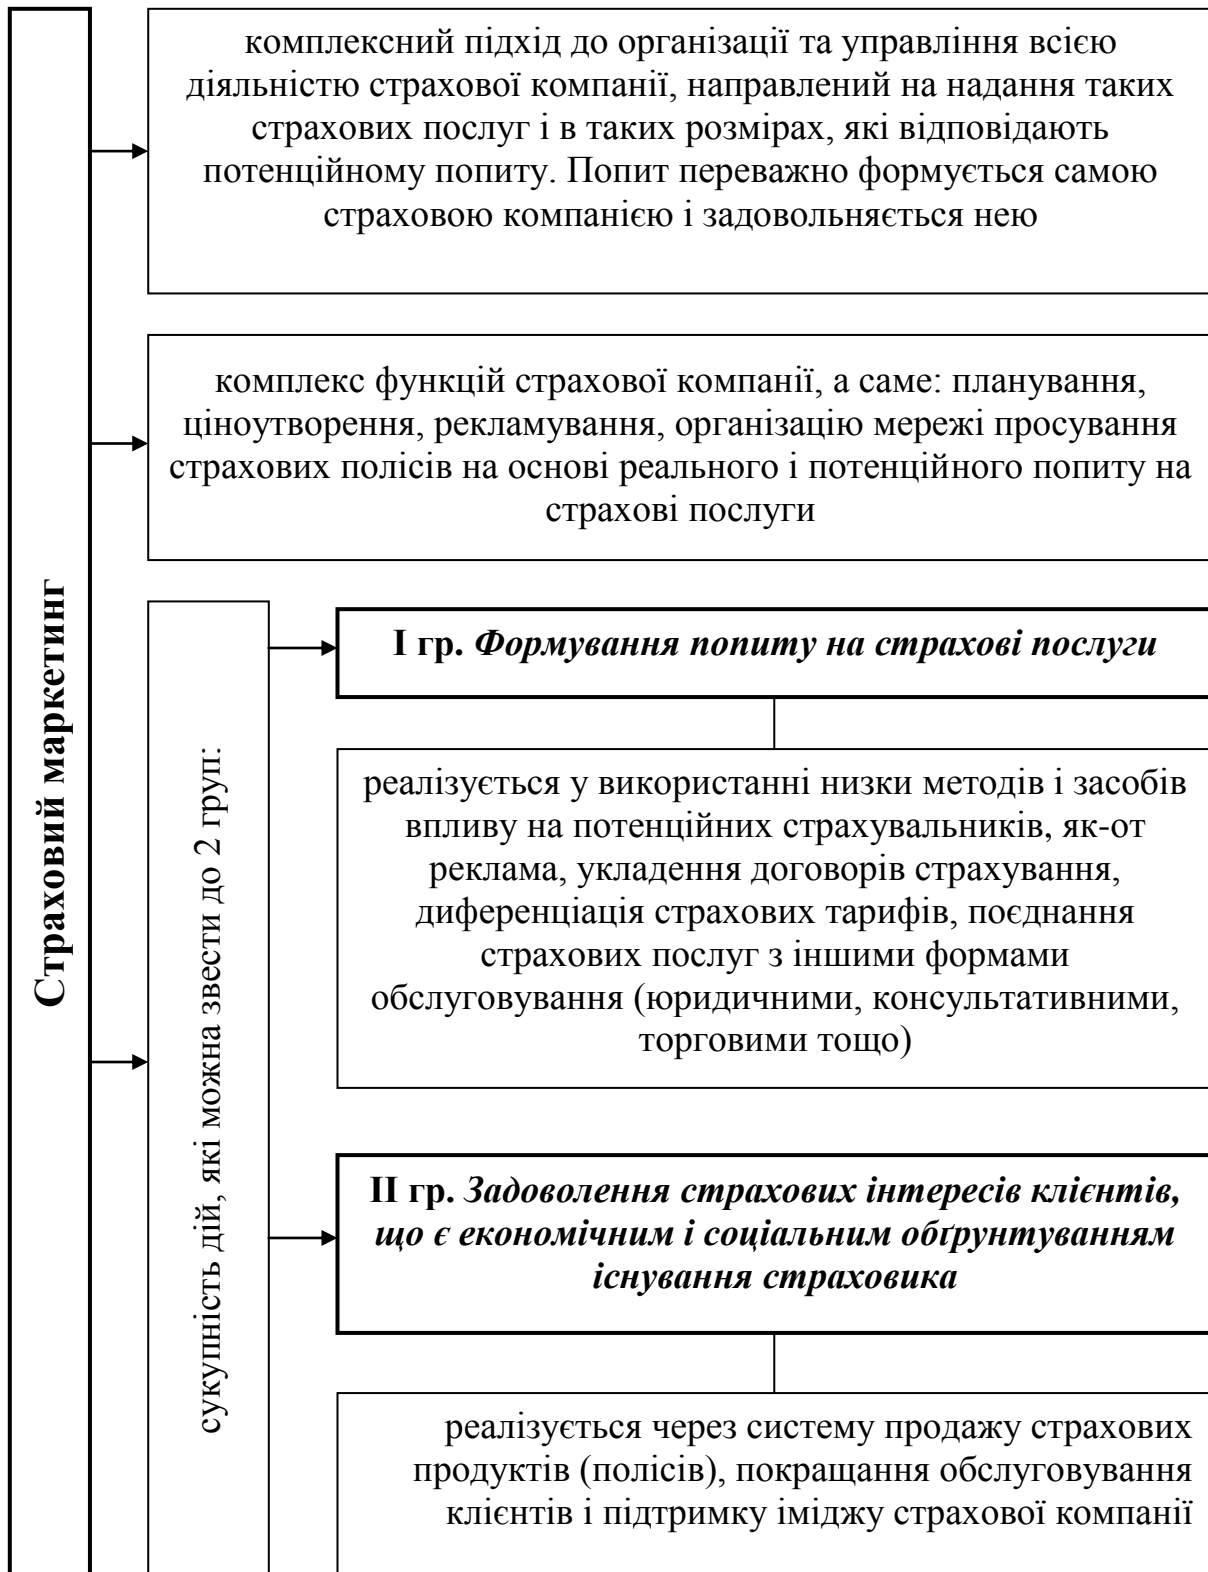 Страховий маркетинг
комплексний підхід до організації та управління всією
діяльністю страхової компанії, направлений на надання таких
страхових послуг і в таких розмірах, які відповідають
потенційному попиту. Попит переважно формується самою
страховою компанією і задовольняється нею
комплекс функцій страхової компанії, а саме: планування,
ціноутворення, рекламування, організацію мережі просування
страхових полісів на основі реального і потенційного попиту на
страхові послуги
сукупність дій, які можна звести до 2 груп:
І гр. Формування попиту на страхові послуги
реалізується у використанні низки методів і засобів
впливу на потенційних страхувальників, як-от
реклама, укладення договорів страхування,
диференціація страхових тарифів, поєднання
страхових послуг з іншими формами
обслуговування (юридичними, консультативними,
торговими тощо)
ІІ гр. Задоволення страхових інтересів клієнтів,
що є економічним і соціальним обґрунтуванням
існування страховика
реалізується через систему продажу страхових
продуктів (полісів), покращання обслуговування
клієнтів і підтримку іміджу страхової компанії